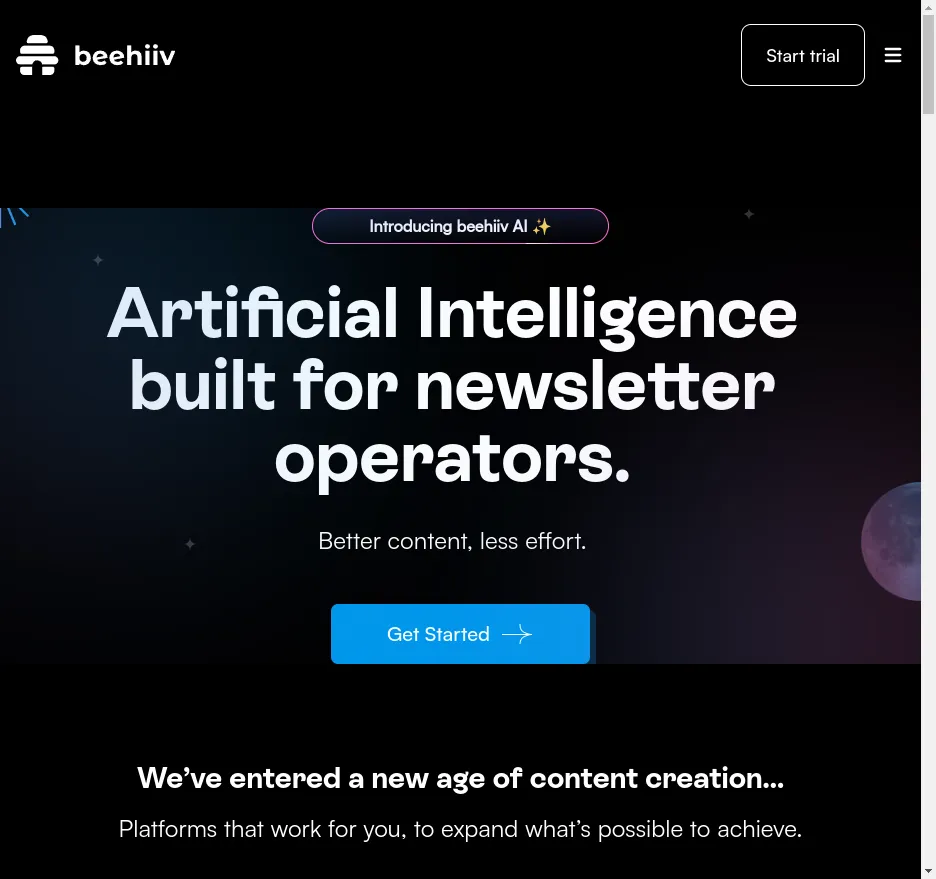 beehiiv
Start trial
Introducing beehiiv AI ✨
Artificial Intelligence
built for newsletter
operators.
Better content, less effort.
Get Started
We’ve entered a new age of content creation...
Platforms that work for you, to expand what’s possible to achieve.